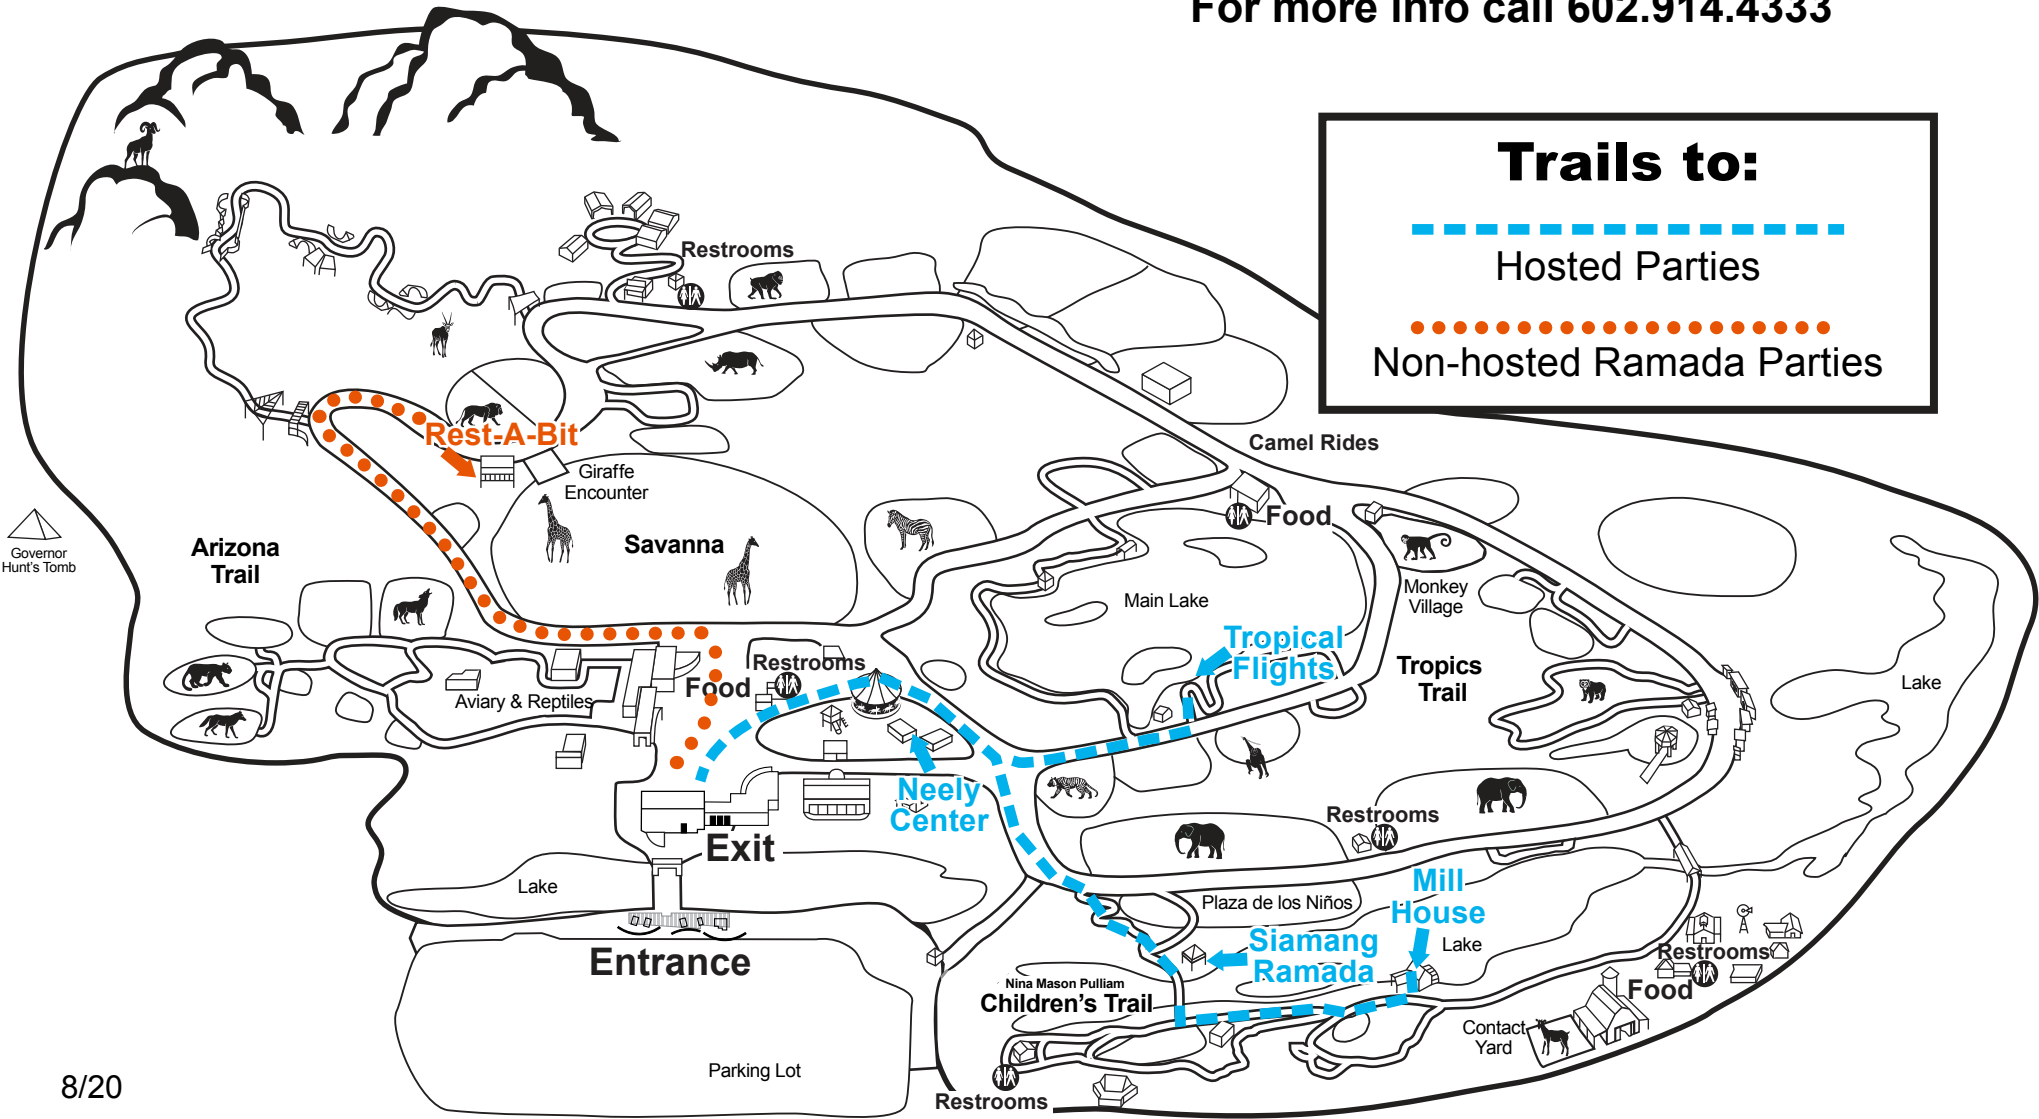 For more info call 602.914.4333
Trails to:
Hosted Parties
Non-hosted Ramada Parties
Restrooms
Camel Rides
Rest-A-Bit
Giraffe
Encounter
Food
Governor
Hunt's Tomb
Arizona
Trail
Savanna
Monkey
Village
Main Lake
Tropical
Flights
Tropics
Trail
Lake
Restrooms
Food
Aviary & Reptiles
Neely
Center
Restrooms
Exit
Lake
Mill
House
Plaza de los Niños
Siamang
Ramada
Lake
Restrooms
Food
Entrance
Nina Mason Pulliam
Children's Trail
Contact
Yard
Parking Lot
8/20
Restrooms